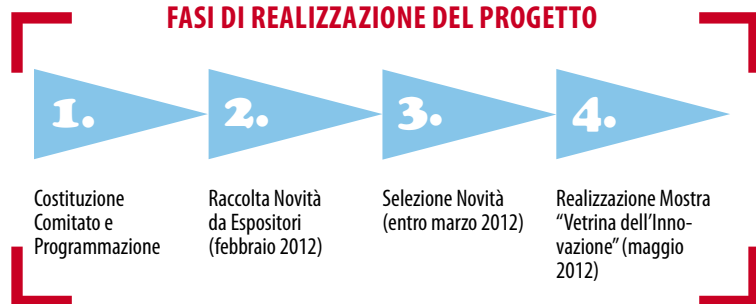 FASI DI REALIZZAZIONE DEL PROGETTO
1. 2. 3. 4.
Costituzione
Comitato e
Programmazione
Raccolta Novità
da Espositori
(febbraio 2012)
Selezione Novità
(entro marzo 2012)
Realizzazione Mostra
“Vetrina dell’Inno-
vazione” (maggio
2012)